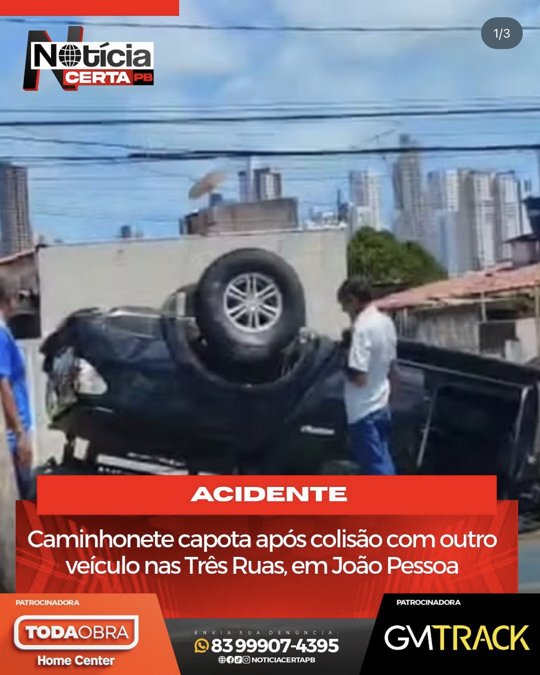 1/3
Notícia
CERTA PB
ACIDENTE
Caminhonete capota após colisão com outro
veículo nas Três Ruas, em João Pessoa
PATROCINADORA
TODAOBRA
Home Center
ENVIA SUA DENÚNCIA:
83 99907-4395
NOTICIACERTAPB
PATROCINADORA
GMTRACK